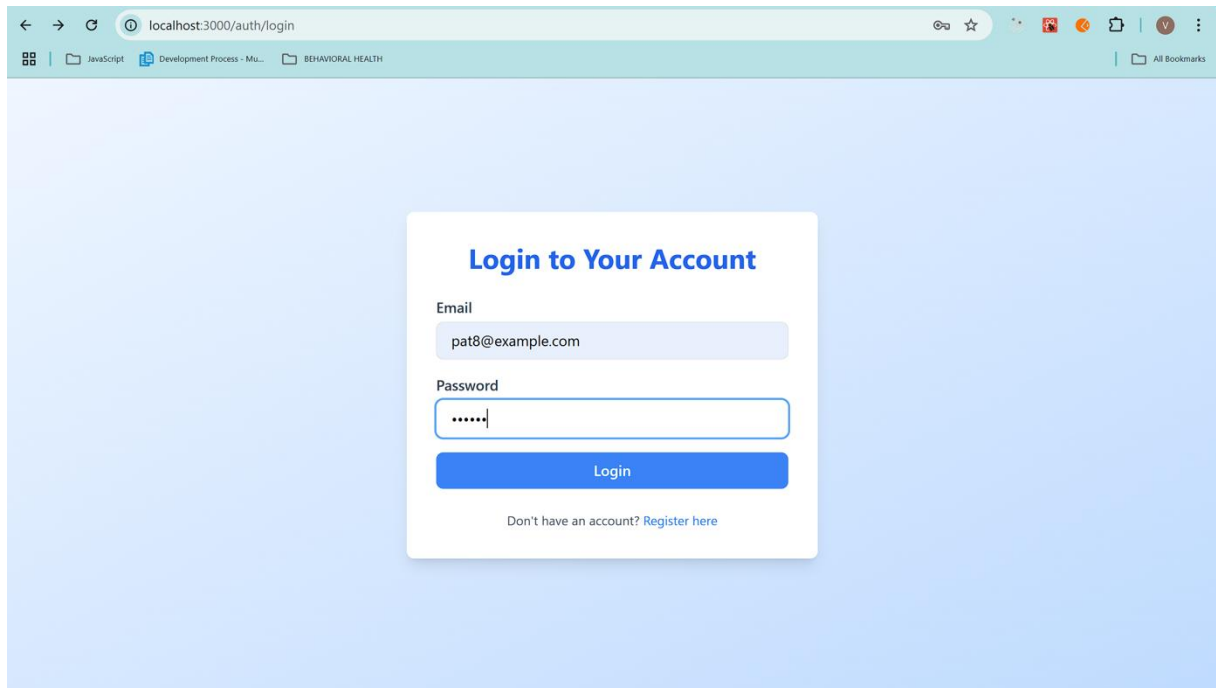 localhost:3000/auth/login
V
JavaScript Development Process - Mu... BEHAVIORAL HEALTH All Bookmarks
Login to Your Account
Email
pat8@example.com
Password
••••••
Login
Don't have an account? Register here